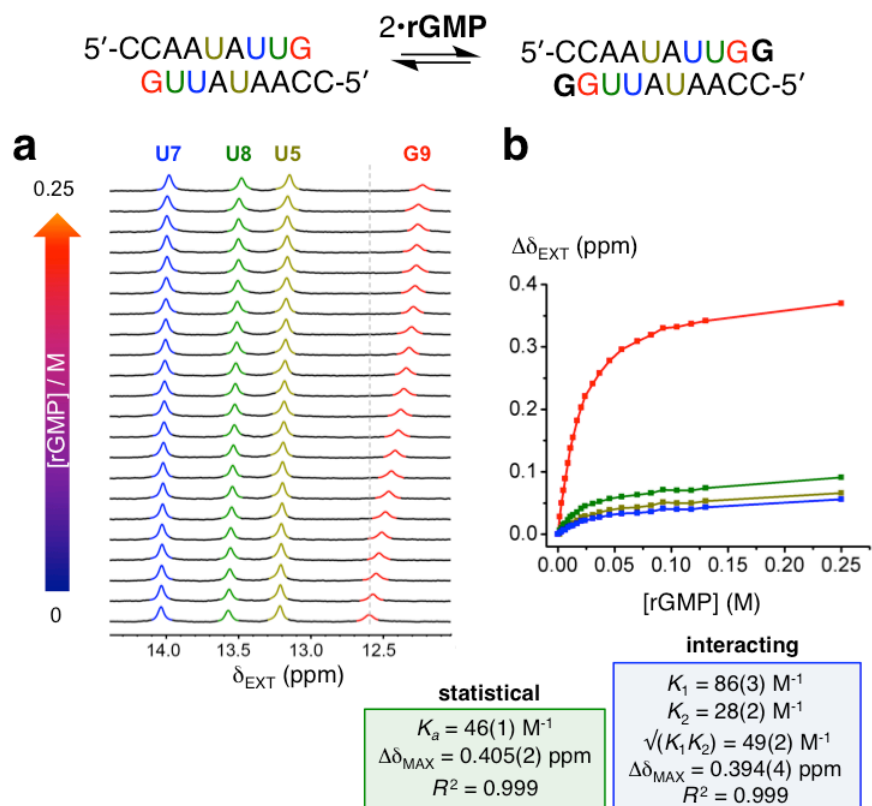 2•rGMP
5′-CCAAUAUUG
GUUAUAACC-5′
5′-CCAAUAUUGG
GGUUAUAACC-5′
a
U7 U8 U5 G9
0.25
[rGMP] / M
0
14.0 13.5 13.0 12.5
δEXT (ppm)
b
ΔδEXT (ppm)
0.4
0.3
0.2
0.1
0.0
0.00 0.05 0.10 0.15 0.20 0.25
[rGMP] (M)
statistical
Ka = 46(1) M-1
ΔδMAX = 0.405(2) ppm
R2 = 0.999
interacting
K1 = 86(3) M-1
K2 = 28(2) M-1
√(K1K2) = 49(2) M-1
ΔδMAX = 0.394(4) ppm
R2 = 0.999